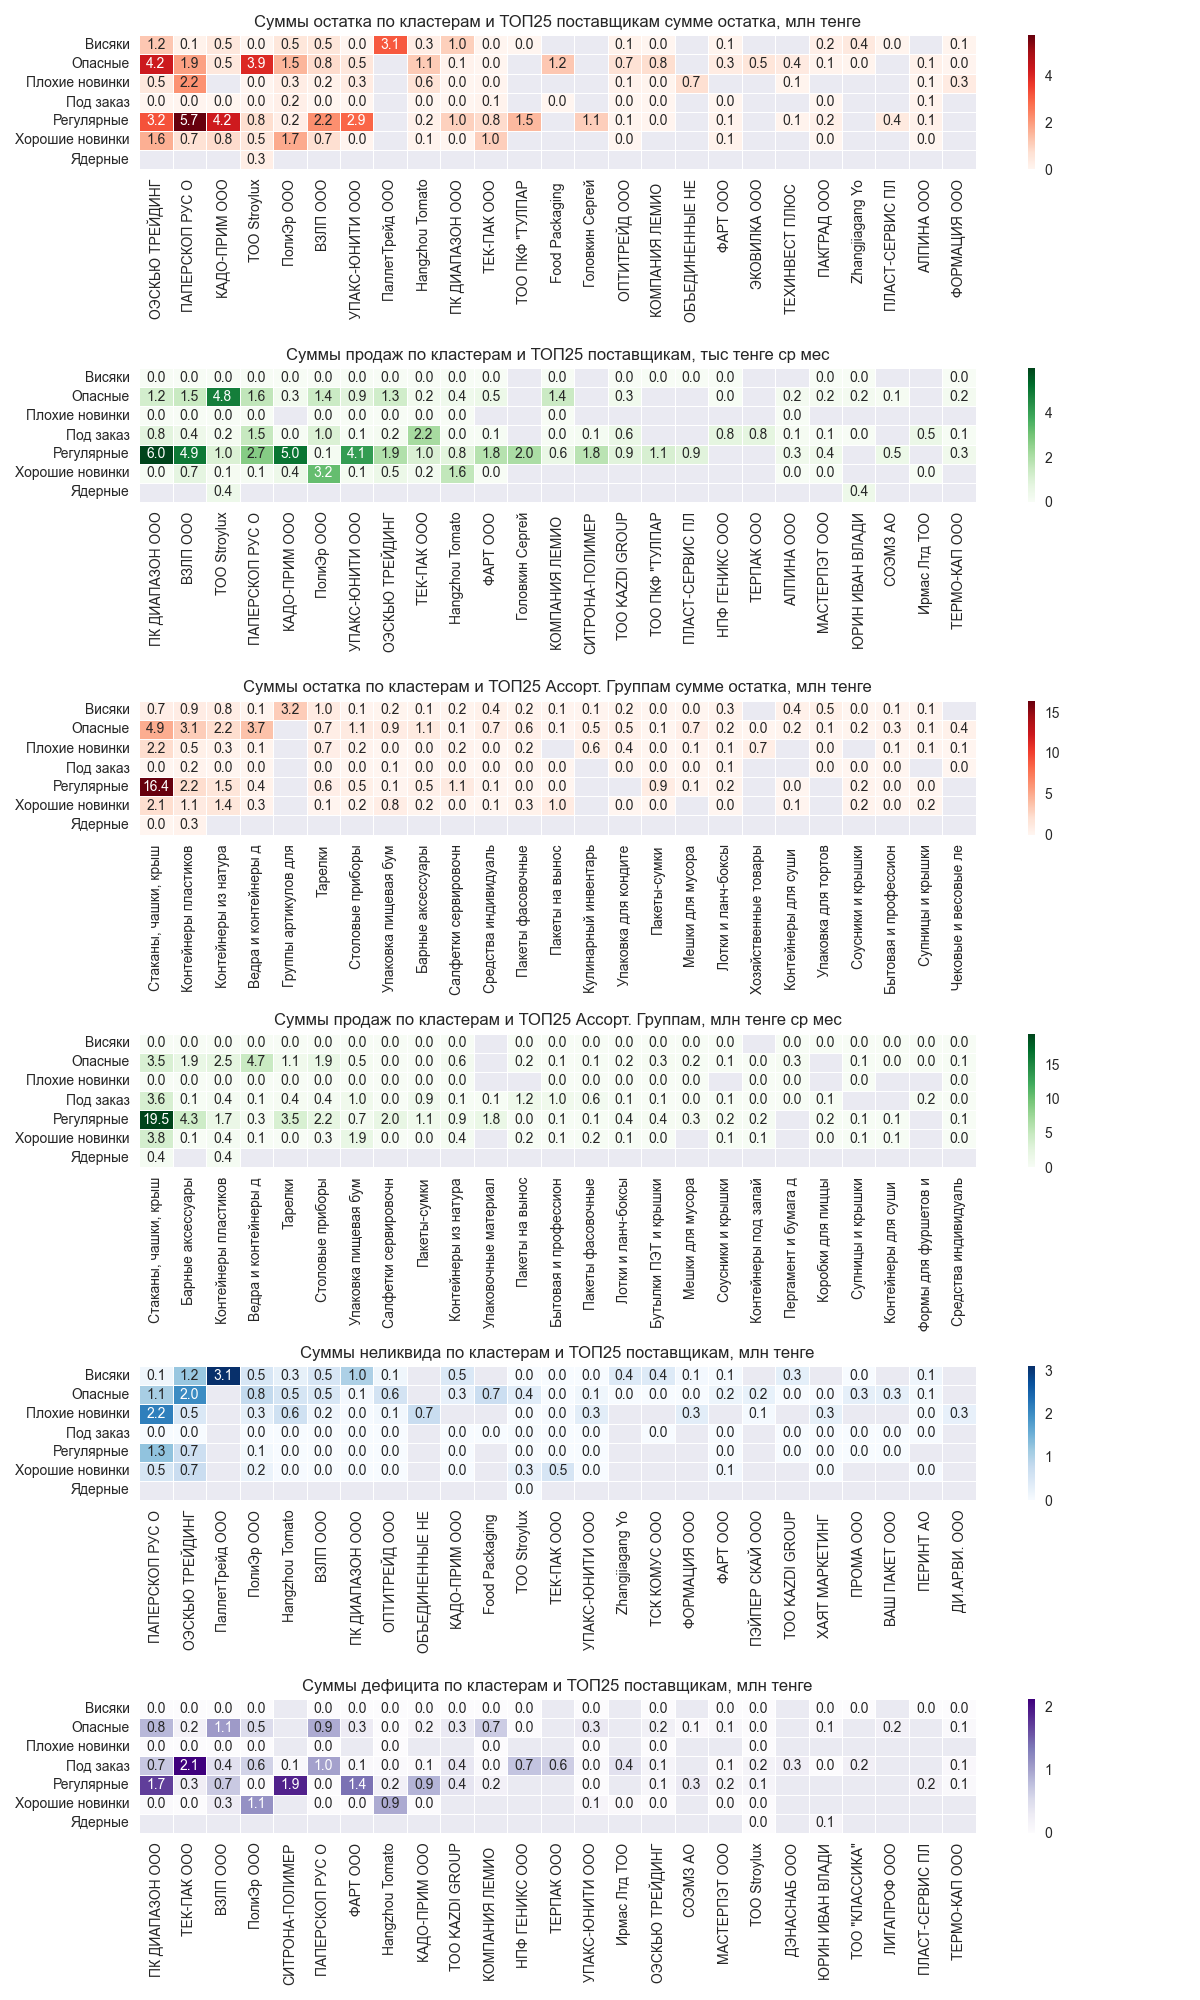 Суммы остатка по кластерам и ТОП25 поставщикам сумме остатка, млн тенге
Висяки 1.2 0.1 0.5 0.0 0.5 0.5 0.0 3.1 0.3 1.0 0.0 0.0 0.1 0.0 0.1 0.2 0.4 0.0 0.1
Опасные 4.2 1.9 0.5 3.9 1.5 0.8 0.5 1.1 0.1 0.0 1.2 0.7 0.8 0.3 0.5 0.4 0.1 0.0 0.1 0.0
Плохие новинки 0.5 2.2 0.0 0.3 0.2 0.3 0.6 0.0 0.0 0.1 0.0 0.7 0.1 0.1 0.3
Под заказ 0.0 0.0 0.0 0.0 0.2 0.0 0.0 0.0 0.0 0.1 0.0 0.0 0.0 0.0 0.0 0.1
Регулярные 3.2 5.7 4.2 0.8 0.2 2.2 2.9 0.2 1.0 0.8 1.5 1.1 0.1 0.0 0.1 0.1 0.2 0.4 0.1
Хорошие новинки 1.6 0.7 0.8 0.5 1.7 0.7 0.0 0.1 0.0 1.0 0.0 0.1 0.0 0.0
Ядерные 0.3
4
2
0
ОЭСКЬЮ ТРЕЙДИНГ
ПАПЕРСКОП РУС О
КАДО-ПРИМ ООО
ТОО Stroylux
ПолиЭр ООО
ВЗЛП ООО
УПАКС-ЮНИТИ ООО
ПаллетТрейд ООО
Hangzhou Tomato
ПК ДИАПАЗОН ООО
ТЕК-ПАК ООО
ТОО ПКФ "ТУЛПАР
Food Packaging
Головкин Сергей
ОПТИТРЕЙД ООО
КОМПАНИЯ ЛЕМИО
ОБЪЕДИНЕННЫЕ НЕ
ФАРТ ООО
ЭКОВИЛКА ООО
ТЕХИНВЕСТ ПЛЮС
ПАКГРАД ООО
Zhangjiagang Yo
ПЛАСТ-СЕРВИС ПЛ
АЛПИНА ООО
ФОРМАЦИЯ ООО
Суммы продаж по кластерам и ТОП25 поставщикам, тыс тенге ср мес
Висяки 0.0 0.0 0.0 0.0 0.0 0.0 0.0 0.0 0.0 0.0 0.0 0.0 0.0 0.0 0.0 0.0 0.0 0.0 0.0
Опасные 1.2 1.5 4.8 1.6 0.3 1.4 0.9 1.3 0.2 0.4 0.5 1.4 0.3 0.0 0.2 0.2 0.2 0.1 0.2
Плохие новинки 0.0 0.0 0.0 0.0 0.0 0.0 0.0 0.0 0.0 0.0 0.0
Под заказ 0.8 0.4 0.2 1.5 0.0 1.0 0.1 0.2 2.2 0.0 0.1 0.0 0.1 0.6 0.8 0.8 0.1 0.1 0.0 0.5 0.1
Регулярные 6.0 4.9 1.0 2.7 5.0 0.1 4.1 1.9 1.0 0.8 1.8 2.0 0.6 1.8 0.9 1.1 0.9 0.3 0.4 0.5 0.3
Хорошие новинки 0.0 0.7 0.1 0.1 0.4 3.2 0.1 0.5 0.2 1.6 0.0 0.0 0.0 0.0
Ядерные 0.4 0.4
4
2
0
ПК ДИАПАЗОН ООО
ВЗЛП ООО
ТОО Stroylux
ПАПЕРСКОП РУС О
КАДО-ПРИМ ООО
ПолиЭр ООО
УПАКС-ЮНИТИ ООО
ОЭСКЬЮ ТРЕЙДИНГ
ТЕК-ПАК ООО
Hangzhou Tomato
ФАРТ ООО
Головкин Сергей
КОМПАНИЯ ЛЕМИО
СИТРОНА-ПОЛИМЕР
ТОО KAZDI GROUP
ТОО ПКФ "ТУЛПАР
ПЛАСТ-СЕРВИС ПЛ
НПФ ГЕНИКС ООО
ТЕРПАК ООО
АЛПИНА ООО
МАСТЕРПЭТ ООО
ЮРИН ИВАН ВЛАДИ
СОЭМЗ АО
Ирмас Лтд ТОО
ТЕРМО-КАП ООО
Суммы остатка по кластерам и ТОП25 Ассорт. Группам сумме остатка, млн тенге
Висяки 0.7 0.9 0.8 0.1 3.2 1.0 0.1 0.2 0.1 0.2 0.4 0.2 0.1 0.1 0.2 0.0 0.0 0.3 0.4 0.5 0.0 0.1 0.1
Опасные 4.9 3.1 2.2 3.7 0.7 1.1 0.9 1.1 0.1 0.7 0.6 0.1 0.5 0.5 0.1 0.7 0.2 0.0 0.2 0.1 0.2 0.3 0.1 0.4
Плохие новинки 2.2 0.5 0.3 0.1 0.7 0.2 0.0 0.0 0.2 0.0 0.2 0.6 0.4 0.0 0.1 0.1 0.7 0.0 0.1 0.1 0.1
Под заказ 0.0 0.2 0.0 0.0 0.0 0.0 0.1 0.0 0.0 0.0 0.0 0.0 0.0 0.0 0.0 0.1 0.0 0.0 0.0 0.0
Регулярные 16.4 2.2 1.5 0.4 0.6 0.5 0.1 0.5 1.1 0.1 0.0 0.0 0.9 0.1 0.2 0.0 0.2 0.0 0.0
Хорошие новинки 2.1 1.1 1.4 0.3 0.1 0.2 0.8 0.2 0.0 0.1 0.3 1.0 0.0 0.0 0.0 0.1 0.2 0.0 0.2
Ядерные 0.0 0.3
15
10
5
0
Стаканы, чашки, крыш
Контейнеры пластиков
Контейнеры из натура
Ведра и контейнеры д
Группы артикулов для
Тарелки
Столовые приборы
Упаковка пищевая бум
Барные аксессуары
Салфетки сервировочн
Средства индивидуаль
Пакеты фасовочные
Пакеты на вынос
Кулинарный инвентарь
Упаковка для кондите
Пакеты-сумки
Мешки для мусора
Лотки и ланч-боксы
Хозяйственные товары
Контейнеры для суши
Упаковка для тортов
Соусники и крышки
Бытовая и профессион
Супницы и крышки
Чековые и весовые ле
Суммы продаж по кластерам и ТОП25 Ассорт. Группам, млн тенге ср мес
Висяки 0.0 0.0 0.0 0.0 0.0 0.0 0.0 0.0 0.0 0.0 0.0 0.0 0.0 0.0 0.0 0.0 0.0 0.0 0.0 0.0 0.0 0.0 0.0
Опасные 3.5 1.9 2.5 4.7 1.1 1.9 0.5 0.0 0.0 0.6 0.2 0.1 0.1 0.2 0.3 0.2 0.1 0.0 0.3 0.1 0.0 0.0 0.1
Плохие новинки 0.0 0.0 0.0 0.0 0.0 0.0 0.0 0.0 0.0 0.0 0.0 0.0 0.0 0.0 0.0 0.0 0.0 0.0 0.0
Под заказ 3.6 0.1 0.4 0.1 0.4 0.4 1.0 0.0 0.9 0.1 0.1 1.2 1.0 0.6 0.1 0.1 0.0 0.1 0.0 0.0 0.1 0.0 0.2 0.0
Регулярные 19.5 4.3 1.7 0.3 3.5 2.2 0.7 2.0 1.1 0.9 1.8 0.0 0.1 0.1 0.4 0.4 0.3 0.2 0.2 0.2 0.1 0.1 0.1
Хорошие новинки 3.8 0.1 0.4 0.1 0.0 0.3 1.9 0.0 0.0 0.4 0.2 0.1 0.2 0.1 0.0 0.1 0.1 0.0 0.1 0.1 0.0
Ядерные 0.4 0.4
15
10
5
0
Стаканы, чашки, крыш
Барные аксессуары
Контейнеры пластиков
Ведра и контейнеры д
Тарелки
Столовые приборы
Упаковка пищевая бум
Салфетки сервировочн
Пакеты-сумки
Контейнеры из натура
Упаковочные материал
Пакеты на вынос
Бытовая и профессион
Пакеты фасовочные
Лотки и ланч-боксы
Бутылки ПЭТ и крышки
Мешки для мусора
Соусники и крышки
Контейнеры под запай
Пергамент и бумага д
Коробки для пиццы
Супницы и крышки
Контейнеры для суши
Формы для фуршетов и
Средства индивидуаль
Суммы неликвида по кластерам и ТОП25 поставщикам, млн тенге
Висяки 0.1 1.2 3.1 0.5 0.3 0.5 1.0 0.1 0.5 0.0 0.0 0.0 0.4 0.4 0.1 0.1 0.3 0.1
Опасные 1.1 2.0 0.8 0.5 0.5 0.1 0.6 0.3 0.7 0.4 0.0 0.1 0.0 0.0 0.0 0.2 0.2 0.0 0.0 0.3 0.3 0.1
Плохие новинки 2.2 0.5 0.3 0.6 0.2 0.0 0.1 0.7 0.0 0.0 0.3 0.3 0.1 0.3 0.0 0.3
Под заказ 0.0 0.0 0.0 0.0 0.0 0.0 0.0 0.0 0.0 0.0 0.0 0.0 0.0 0.0 0.0 0.0 0.0 0.0 0.0
Регулярные 1.3 0.7 0.1 0.0 0.0 0.0 0.0 0.0 0.0 0.0 0.0 0.0 0.0 0.0 0.0 0.0
Хорошие новинки 0.5 0.7 0.2 0.0 0.0 0.0 0.0 0.0 0.3 0.5 0.0 0.1 0.0 0.0
Ядерные 0.0
3
2
1
0
ПАПЕРСКОП РУС О
ОЭСКЬЮ ТРЕЙДИНГ
ПаллетТрейд ООО
ПолиЭр ООО
Hangzhou Tomato
ВЗЛП ООО
ПК ДИАПАЗОН ООО
ОПТИТРЕЙД ООО
ОБЪЕДИНЕННЫЕ НЕ
КАДО-ПРИМ ООО
Food Packaging
ТОО Stroylux
ТЕК-ПАК ООО
УПАКС-ЮНИТИ ООО
Zhangjiagang Yo
ТСК КОМУС ООО
ФОРМАЦИЯ ООО
ФАРТ ООО
ПЭЙПЕР СКАЙ ООО
ТОО KAZDI GROUP
ХАЯТ МАРКЕТИНГ
ПРОМА ООО
ВАШ ПАКЕТ ООО
ПЕРИНТ АО
ДИ.АР.ВИ. ООО
Суммы дефицита по кластерам и ТОП25 поставщикам, млн тенге
Висяки 0.0 0.0 0.0 0.0 0.0 0.0 0.0 0.0 0.0 0.0 0.0 0.0 0.0 0.0 0.0 0.0 0.0 0.0 0.0
Опасные 0.8 0.2 1.1 0.5 0.9 0.3 0.0 0.2 0.3 0.7 0.0 0.3 0.2 0.1 0.1 0.0 0.1 0.2 0.1
Плохие новинки 0.0 0.0 0.0 0.0 0.0 0.0 0.0 0.0 0.0 0.0 0.0
Под заказ 0.7 2.1 0.4 0.6 0.1 1.0 0.1 0.0 0.1 0.4 0.0 0.7 0.6 0.0 0.4 0.1 0.1 0.2 0.3 0.0 0.2 0.1
Регулярные 1.7 0.3 0.7 0.0 1.9 0.0 1.4 0.2 0.9 0.4 0.2 0.0 0.1 0.3 0.2 0.1 0.2 0.1
Хорошие новинки 0.0 0.0 0.3 1.1 0.0 0.0 0.9 0.0 0.1 0.0 0.0 0.0 0.0
Ядерные 0.0 0.1
2
1
0
ПК ДИАПАЗОН ООО
ТЕК-ПАК ООО
ВЗЛП ООО
ПолиЭр ООО
СИТРОНА-ПОЛИМЕР
ПАПЕРСКОП РУС О
ФАРТ ООО
Hangzhou Tomato
КАДО-ПРИМ ООО
ТОО KAZDI GROUP
КОМПАНИЯ ЛЕМИО
НПФ ГЕНИКС ООО
ТЕРПАК ООО
УПАКС-ЮНИТИ ООО
Ирмас Лтд ТОО
ОЭСКЬЮ ТРЕЙДИНГ
СОЭМЗ АО
МАСТЕРПЭТ ООО
ТОО Stroylux
ДЭНАСНАБ ООО
ЮРИН ИВАН ВЛАДИ
ТОО "КЛАССИКА"
ЛИГАПРОФ ООО
ПЛАСТ-СЕРВИС ПЛ
ТЕРМО-КАП ООО